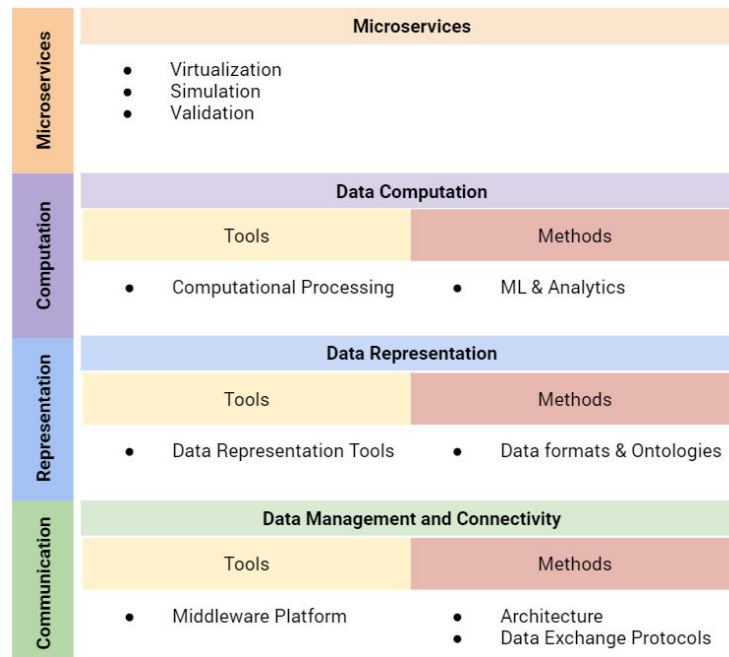 Microservices
Microservices
● Virtualization
● Simulation
● Validation
Computation
Data Computation
Tools
Methods
● Computational Processing
● ML & Analytics
Representation
Data Representation
Tools
Methods
● Data Representation Tools
● Data formats & Ontologies
Communication
Data Management and Connectivity
Tools
Methods
● Middleware Platform
● Architecture
● Data Exchange Protocols